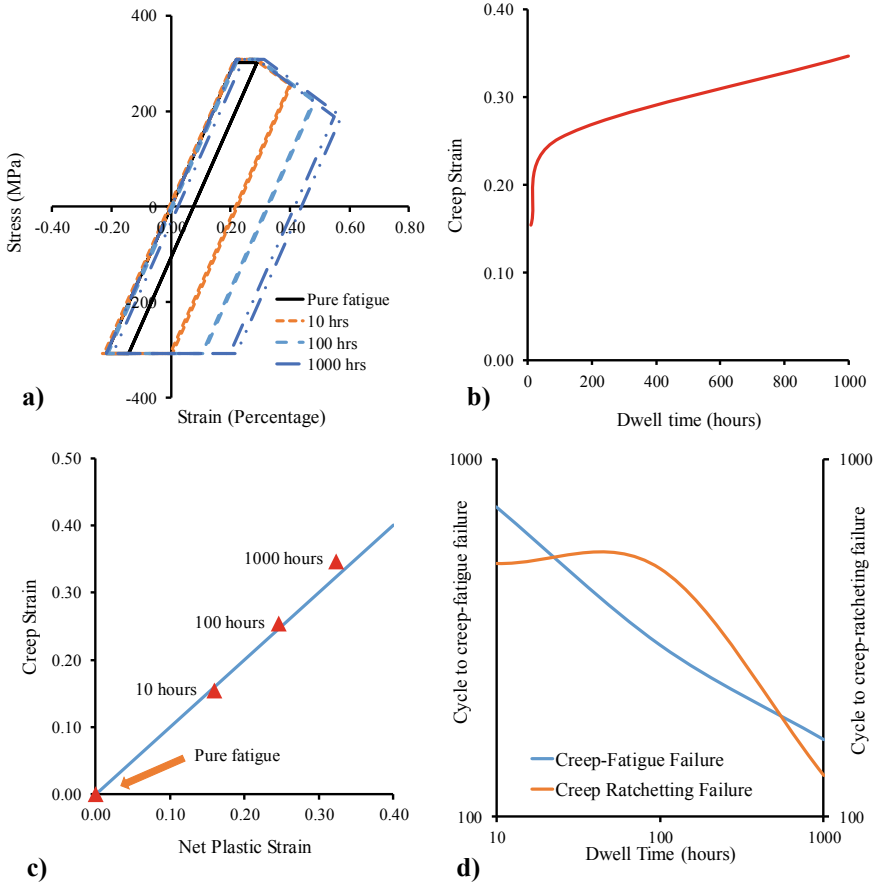 400
200
0
-200
-400
-0.40
-0.20
0.00
0.20
0.40
0.60
0.80
Stress (MPa)
Strain (Percentage)
Pure fatigue
10 hrs
100 hrs
1000 hrs
a)
0.40
0.30
0.20
0.10
0.00
0
200
400
600
800
1000
Creep Strain
Dwell time (hours)
b)
0.50
0.40
0.30
0.20
0.10
0.00
0.00
0.10
0.20
0.30
0.40
Creep Strain
Net Plastic Strain
1000 hours
100 hours
10 hours
Pure fatigue
c)
1000
100
1000
100
10
100
1000
Cycle to creep-fatigue failure
Cycle to creep-ratcheting failure
Creep-Fatigue Failure
Creep Ratchetting Failure
Dwell Time (hours)
d)